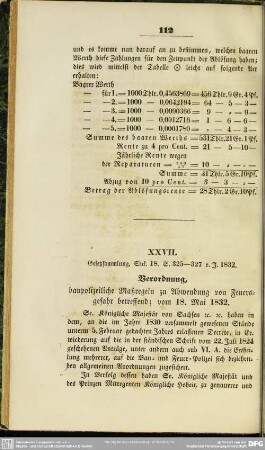 112
und es kommt nun darauf an zu bestimmen, welchen baaren
Werth diese Zahlungen für den Zeitpunkt der Ablösung haben;
dies wird mittelst der Tabelle ⊙ leicht auf folgende Art
erhalten:
Baarer Werth
— für 1. = 1000 Thlr. 0,4563869 = 456 Thlr. 9 Gr. 4 Pf.
— — 2. = 1000 — 0,0642194 = 64 — 5 — 3 —
— — 3. = 1000 — 0,0090366 = 9 — — 9 —
— — 4. = 1000 — 0,0012716 = 1 — 6 — 6 —
— — 5. = 1000 — 0,0001789 = — 4 — 3 —
Summe des baaren Werths = 531 Thlr. 21 Gr. 1 Pf.
Rente zu 4 pro cent. = 21 — 5 — 10 —
Jährliche Rente wegen
der Reparaturen = = 10 — — — —
Summe: = 31 Thlr. 5 Gr. 10 Pf.
Abzug von 10 pro Cent. = 3 — 3 — —
Betrag der Ablösungsrente = 28 Thlr. 2 Gr. 10 Pf.
XXVII.
Gesetzsammlung, Stck. 18. S. 325—327 v. J. 1832.
Verordnung,
baupolizeiliche Maßregeln zu Abwendung von Feuers-
gefahr betreffend; vom 18. Mai 1832.
Se. Königliche Majestät von Sachsen ꝛc. ꝛc. haben in
dem, an die im Jahre 1830 versammelt gewesenen Stände
unterm 5. Februar gedachten Jahres erlassenen Decrete, in Er-
wiederung auf die in der ständischen Schrift vom 22. Juli 1824
geschehenen Anträge, unter andern auch sub VI. A. die Erthei-
lung mehrerer, auf die Bau- und Feuer-Polizei sich beziehen-
den allgemeinen Anordnungen zugesichert.
In Verfolg dessen haben Se. Königliche Majestät und
des Prinzen Mitregenten Königliche Hoheit, zu genauerer und